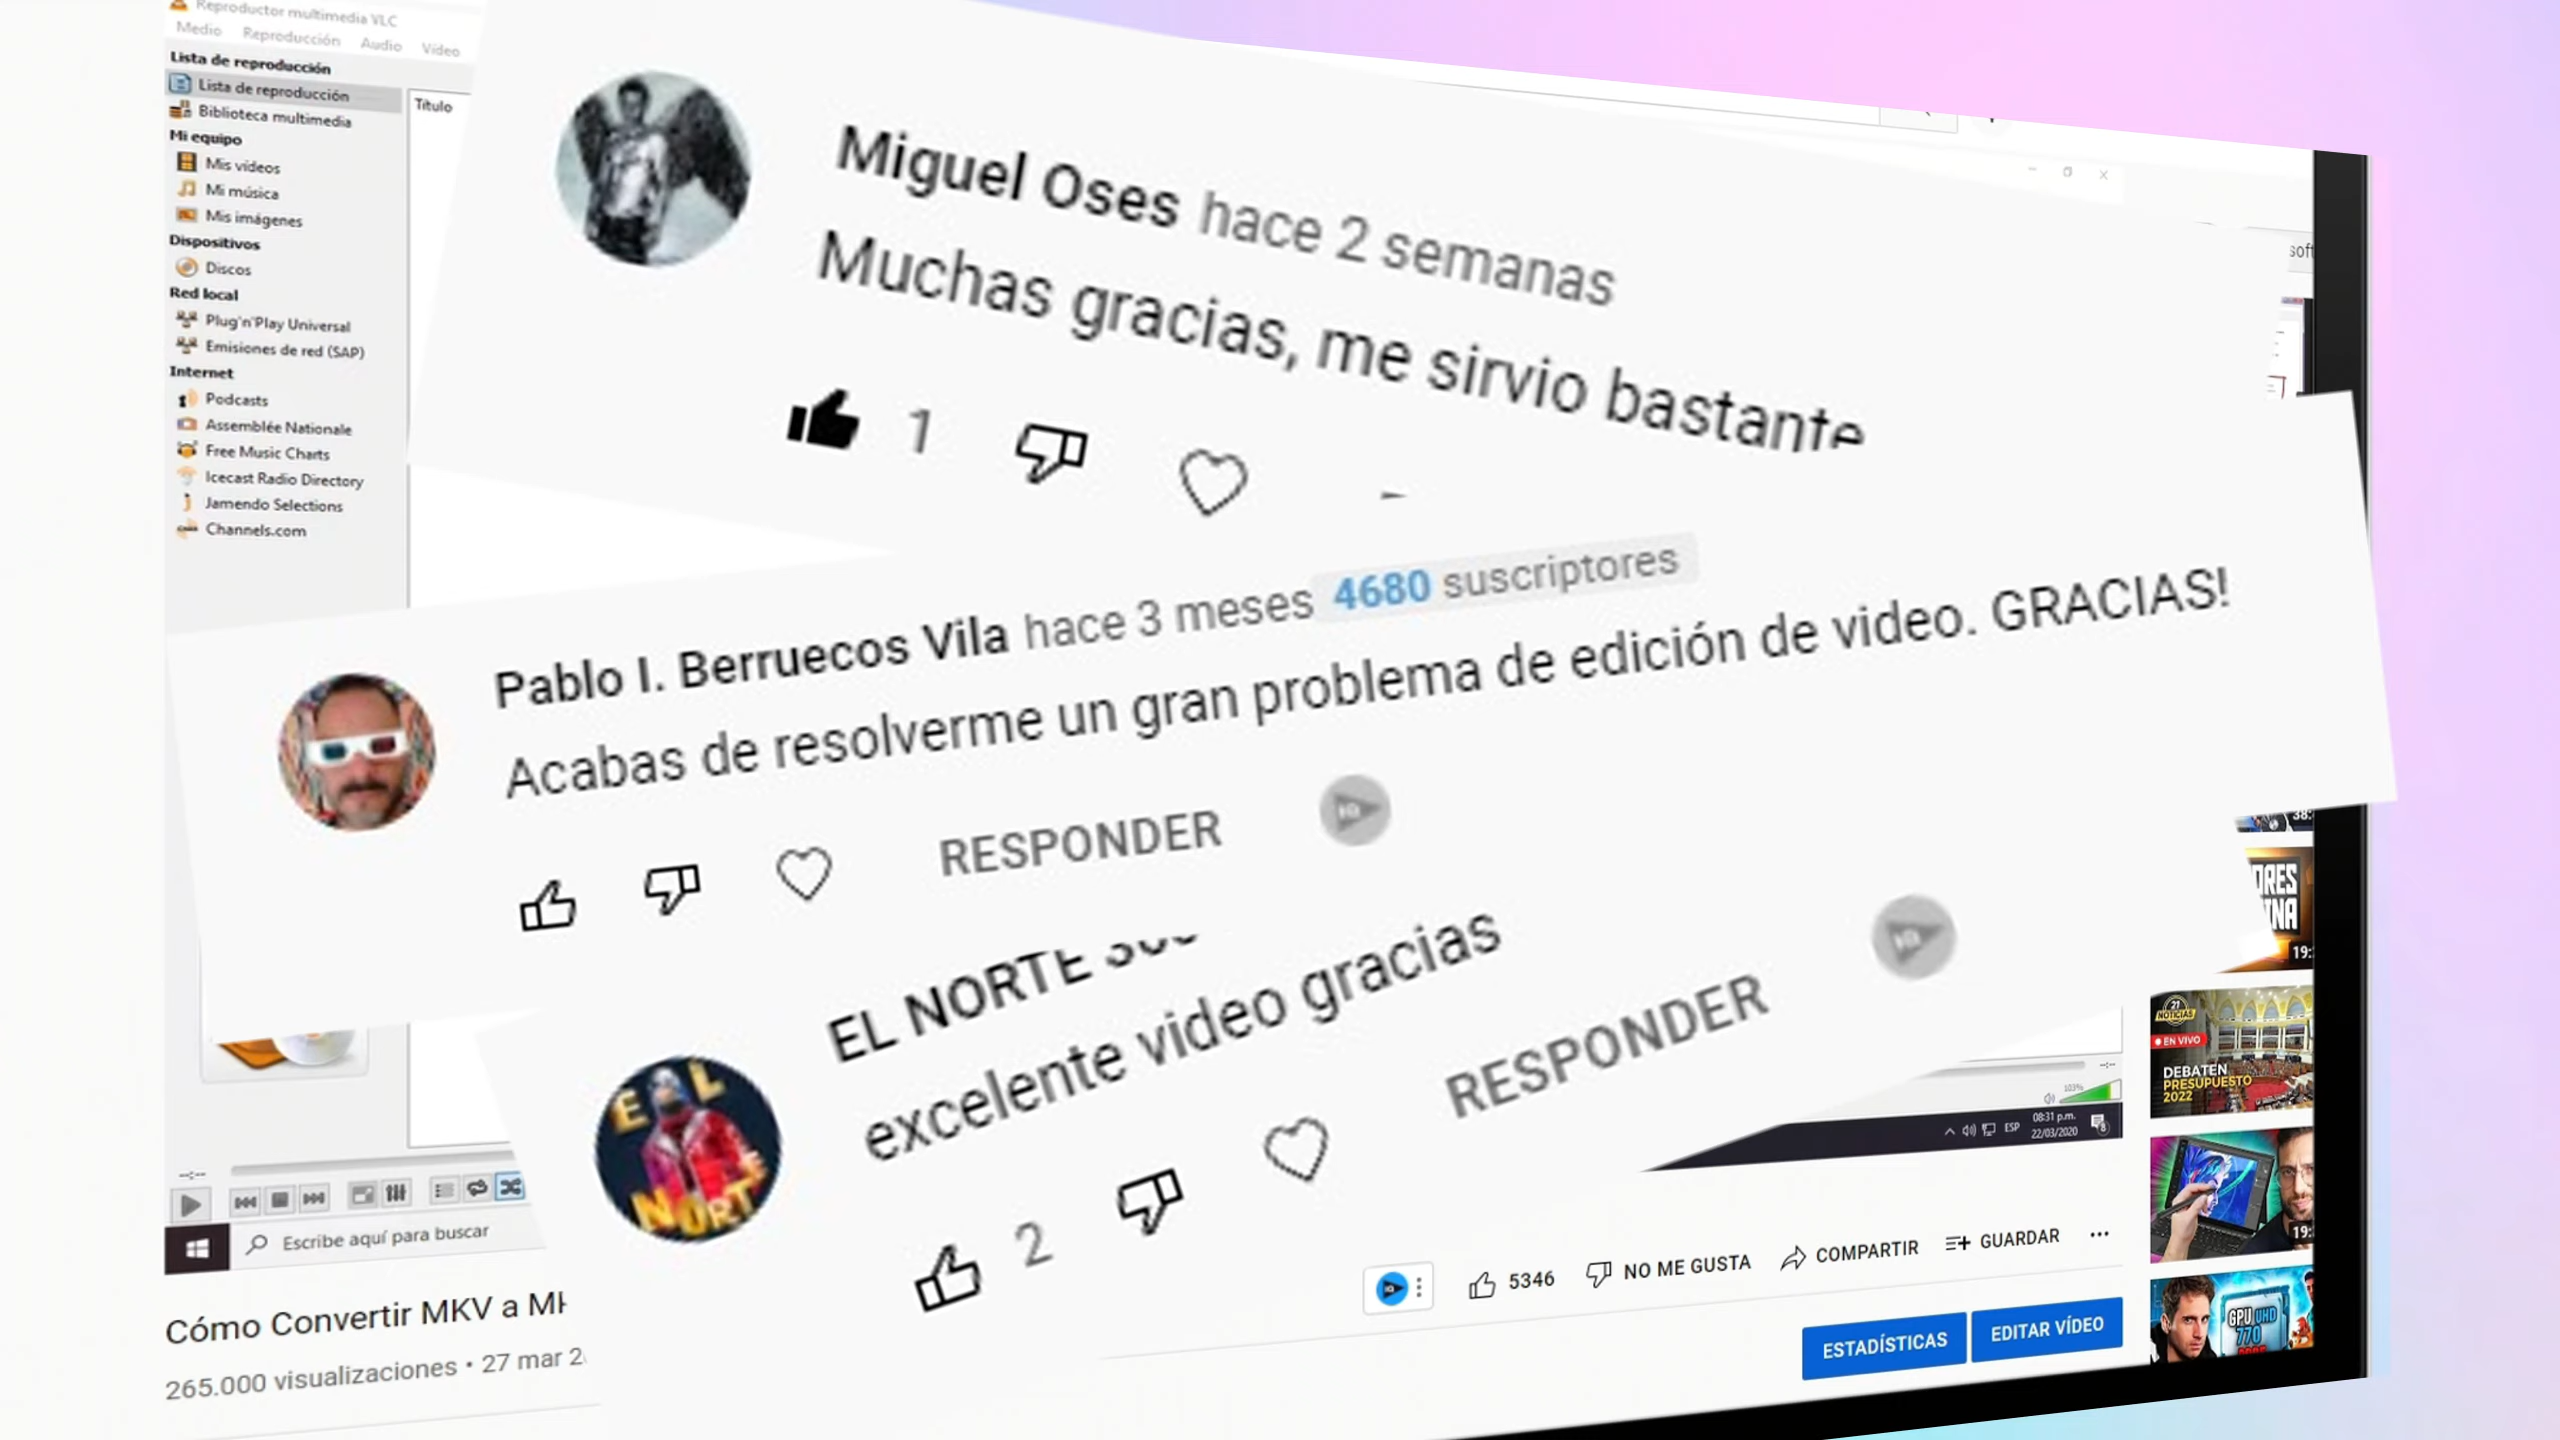 Reproductor multimedia VLC
Medio Reproducción Audio Vídeo
Lista de reproducción
Lista de reproducción
Biblioteca multimedia
Mi equipo
Mis vídeos
Mi música
Mis imágenes
Dispositivos
Discos
Red local
Plug'n'Play Universal
Emisiones de red (SAP)
Internet
Podcasts
Assemblée Nationale
Free Music Charts
Icecast Radio Directory
Jamendo Selections
Channels.com
Título
Miguel Oses hace 2 semanas
Muchas gracias, me sirvio bastante
1
Pablo I. Berruecos Vila hace 3 meses 4680 suscriptores
Acabas de resolverme un gran problema de edición de video. GRACIAS!
RESPONDER
EL NORTE
excelente video gracias
2
RESPONDER
EL
NORT
--:--
Escribe aquí para buscar
--:--
103%
ESP
08:31 p.m.
22/03/2020
Cómo Convertir MKV a
265.000 visualizaciones • 27 mar
5346 NO ME GUSTA COMPARTIR GUARDAR
ESTADÍSTICAS EDITAR VÍDEO
21
NOTICIAS
EN VIVO
DEBATEN
PRESUPUESTO
2022
GPU UHD
770